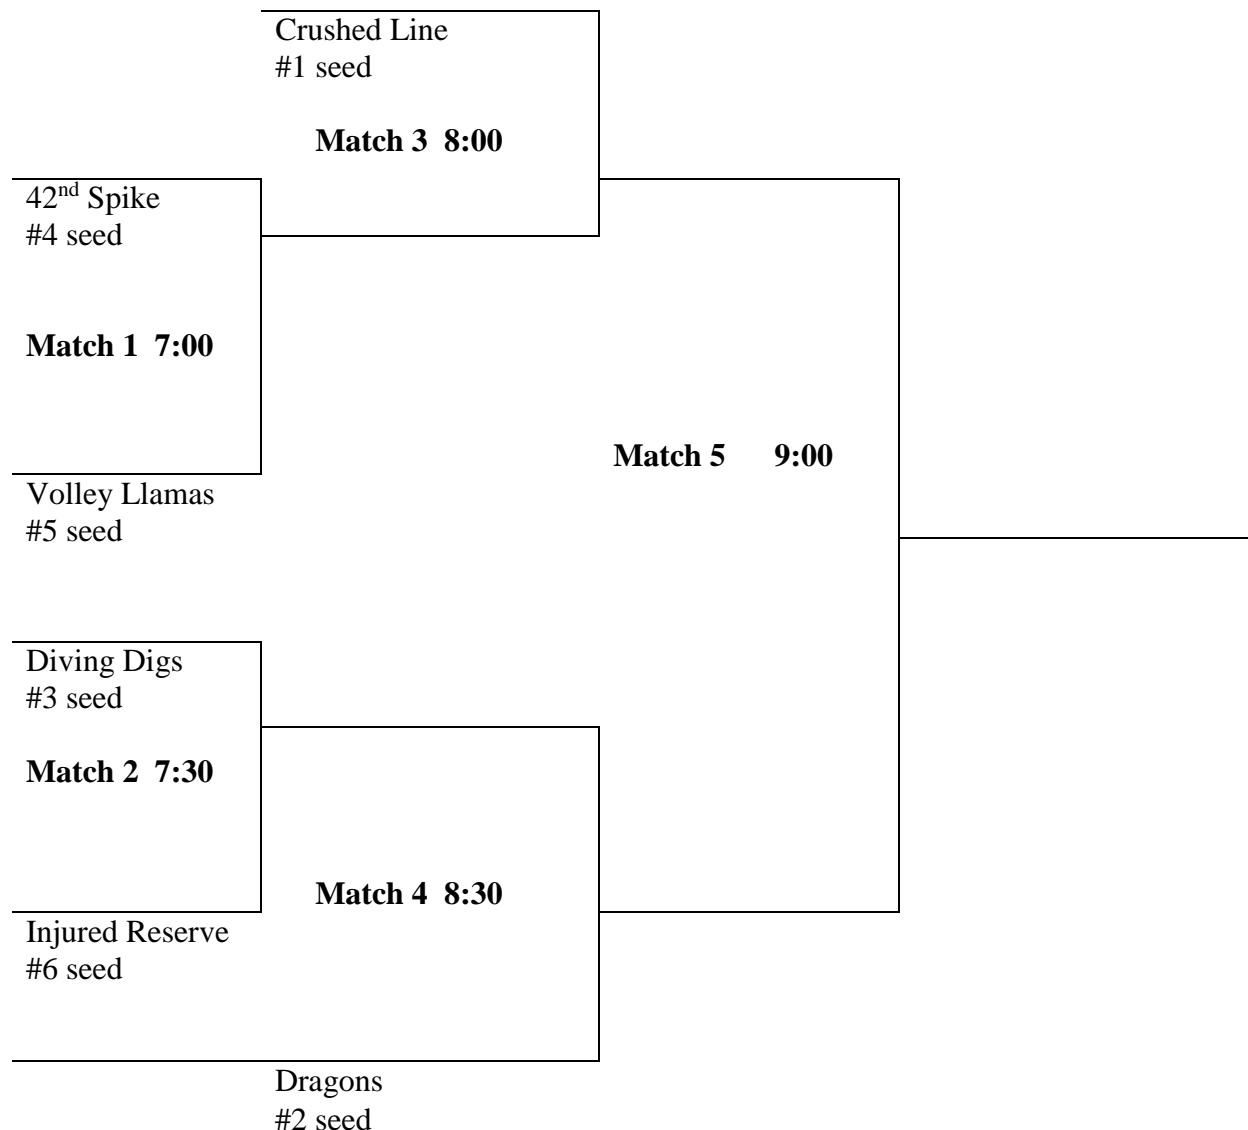 Crushed Line
#1 seed
Match 3  8:00
42nd Spike
#4 seed
Match 1  7:00
Match 5  9:00
Volley Llamas
#5 seed
Diving Digs
#3 seed
Match 2  7:30
Match 4  8:30
Injured Reserve
#6 seed
Dragons
#2 seed